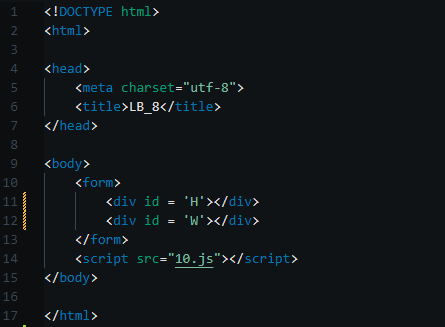 1 <!DOCTYPE html>
2 <html>
3
4 <head>
5     <meta charset="utf-8">
6     <title>LB_8</title>
7 </head>
8
9 <body>
10     <form>
11         <div id = 'H'></div>
12         <div id = 'W'></div>
13     </form>
14     <script src="10.js"></script>
15 </body>
16
17 </html>